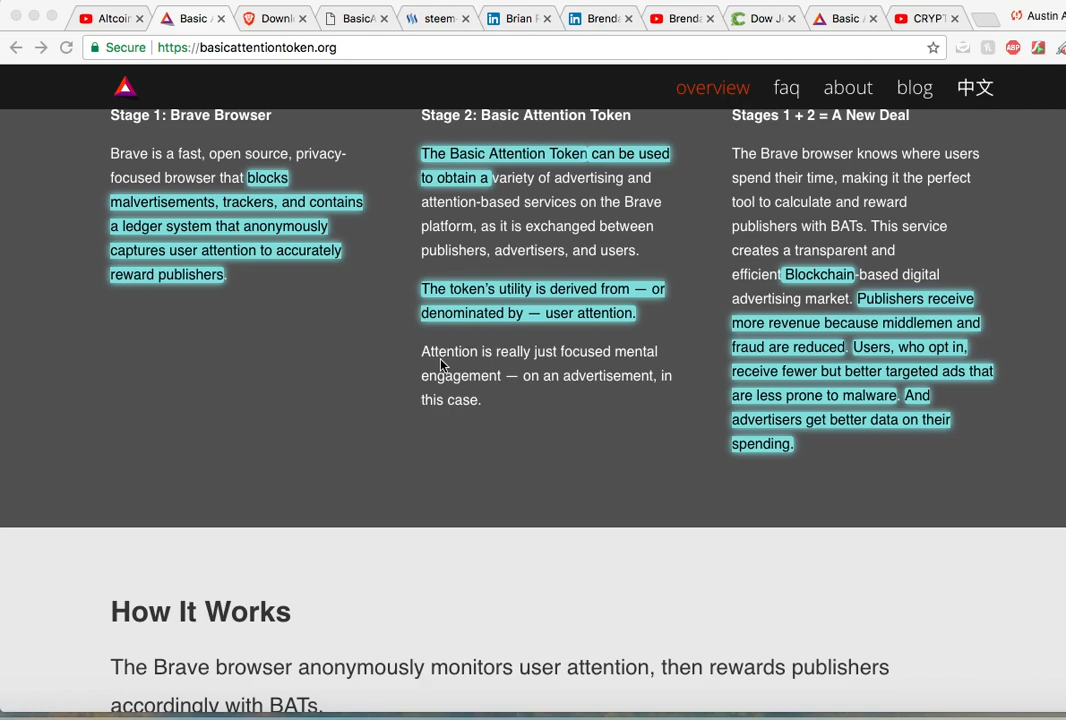 Altcoin
Basic
Downl
BasicA
steem-
Brian
Brenda
Brenda
Dow J
Basic
CRYPT
Austin
Secure https://basicattentiontoken.org
ABP
overview faq about blog 中文
Stage 1: Brave Browser
Brave is a fast, open source, privacy-
focused browser that blocks
malvertisements, trackers, and contains
a ledger system that anonymously
captures user attention to accurately
reward publishers.
Stage 2: Basic Attention Token
The Basic Attention Token can be used
to obtain a variety of advertising and
attention-based services on the Brave
platform, as it is exchanged between
publishers, advertisers, and users.
The token's utility is derived from — or
denominated by — user attention.
Attention is really just focused mental
engagement — on an advertisement, in
this case.
Stages 1 + 2 = A New Deal
The Brave browser knows where users
spend their time, making it the perfect
tool to calculate and reward
publishers with BATs. This service
creates a transparent and
efficient Blockchain-based digital
advertising market. Publishers receive
more revenue because middlemen and
fraud are reduced. Users, who opt in,
receive fewer but better targeted ads that
are less prone to malware. And
advertisers get better data on their
spending.
How It Works
The Brave browser anonymously monitors user attention, then rewards publishers
accordingly with BATs.